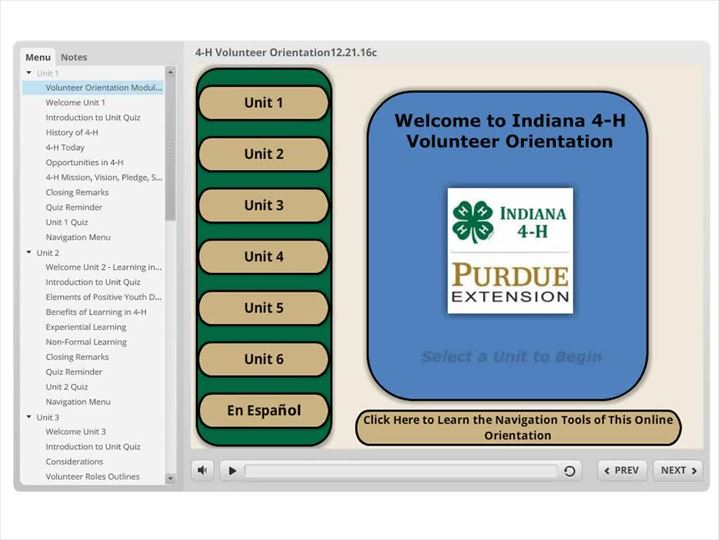 4-H Volunteer Orientation12.21.16c
Menu
Notes
Unit 1
Volunteer Orientation Modul...
Welcome Unit 1
Introduction to Unit Quiz
History of 4-H
4-H Today
Opportunities in 4-H
4-H Mission, Vision, Pledge, S...
Closing Remarks
Quiz Reminder
Unit 1 Quiz
Navigation Menu
Unit 2
Welcome Unit 2 - Learning in...
Introduction to Unit Quiz
Elements of Positive Youth D...
Benefits of Learning in 4-H
Experiential Learning
Non-Formal Learning
Closing Remarks
Quiz Reminder
Unit 2 Quiz
Navigation Menu
Unit 3
Welcome Unit 3
Introduction to Unit Quiz
Considerations
Volunteer Roles Outlines
Unit 1
Unit 2
Unit 3
Unit 4
Unit 5
Unit 6
En Español
Welcome to Indiana 4-H
Volunteer Orientation
H H H H
INDIANA
4-H
PURDUE
EXTENSION
Select a Unit to Begin
Click Here to Learn the Navigation Tools of This Online
Orientation
PREV
NEXT